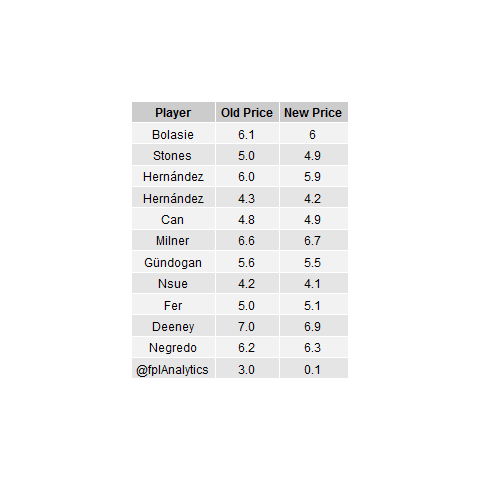 Player Old Price New Price
Bolasie 6.1 6
Stones 5.0 4.9
Hernández 6.0 5.9
Hernández 4.3 4.2
Can 4.8 4.9
Milner 6.6 6.7
Gündogan 5.6 5.5
Nsue 4.2 4.1
Fer 5.0 5.1
Deeney 7.0 6.9
Negredo 6.2 6.3
@fplAnalytics 3.0 0.1